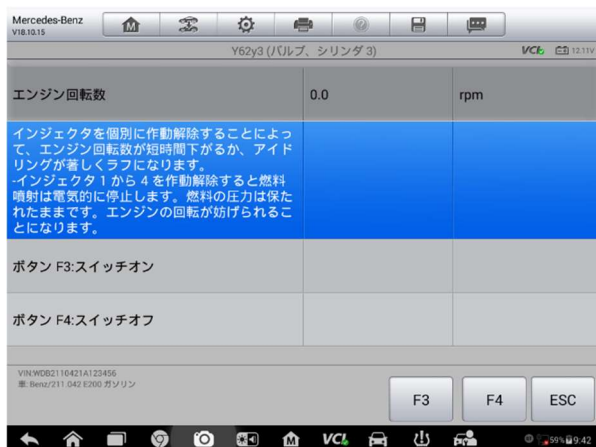 Mercedes-Benz
V18.10.15
M
Y62y3 (バルブ、シリンダ 3)
VCI
12.11V
エンジン回転数 0.0 rpm
インジェクタを個別に作動解除することによっ
て、エンジン回転数が短時間下がるか、アイド
リングが著しくラフになります。
-インジェクタ 1 から 4 を作動解除すると燃料
噴射は電気的に停止します。燃料の圧力は保た
れたままです。エンジンの回転が妨げられるこ
とになります。
ボタン F3:スイッチオン
ボタン F4:スイッチオフ
VIN:WDB2110421A123456
車: Benz/211.042 E200 ガソリン
F3 F4 ESC
M VCI 59% 9:42